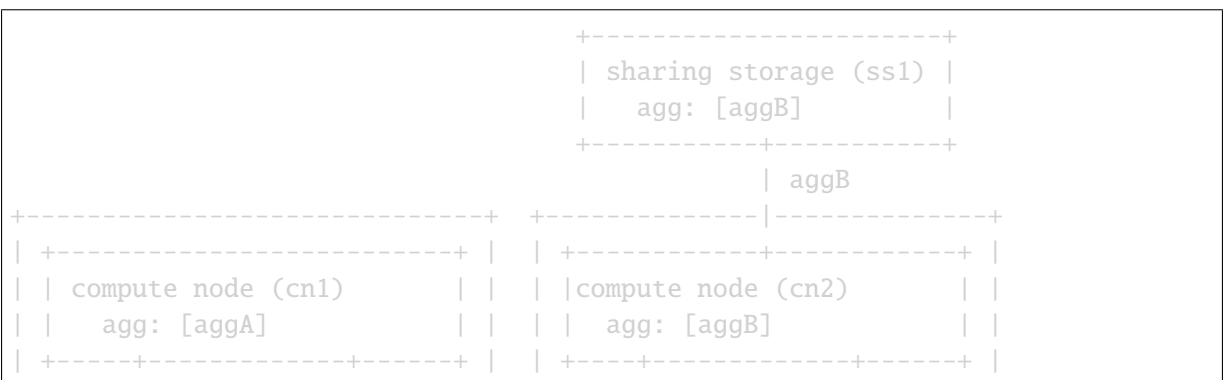 +-----------------------+
                                      | sharing storage (ss1) |
                                      |   agg: [aggB]         |
                                      +-----------+-----------+
                                                  | aggB
+------------------------------+  +--------------|--------------+
| +--------------------------+ |  | +------------+------------+ |
| | compute node (cn1)       | |  | |compute node (cn2)       | |
| |   agg: [aggA]            | |  | |  agg: [aggB]            | |
| +-----+-------------+------+ |  | +----+-------------+------+ |